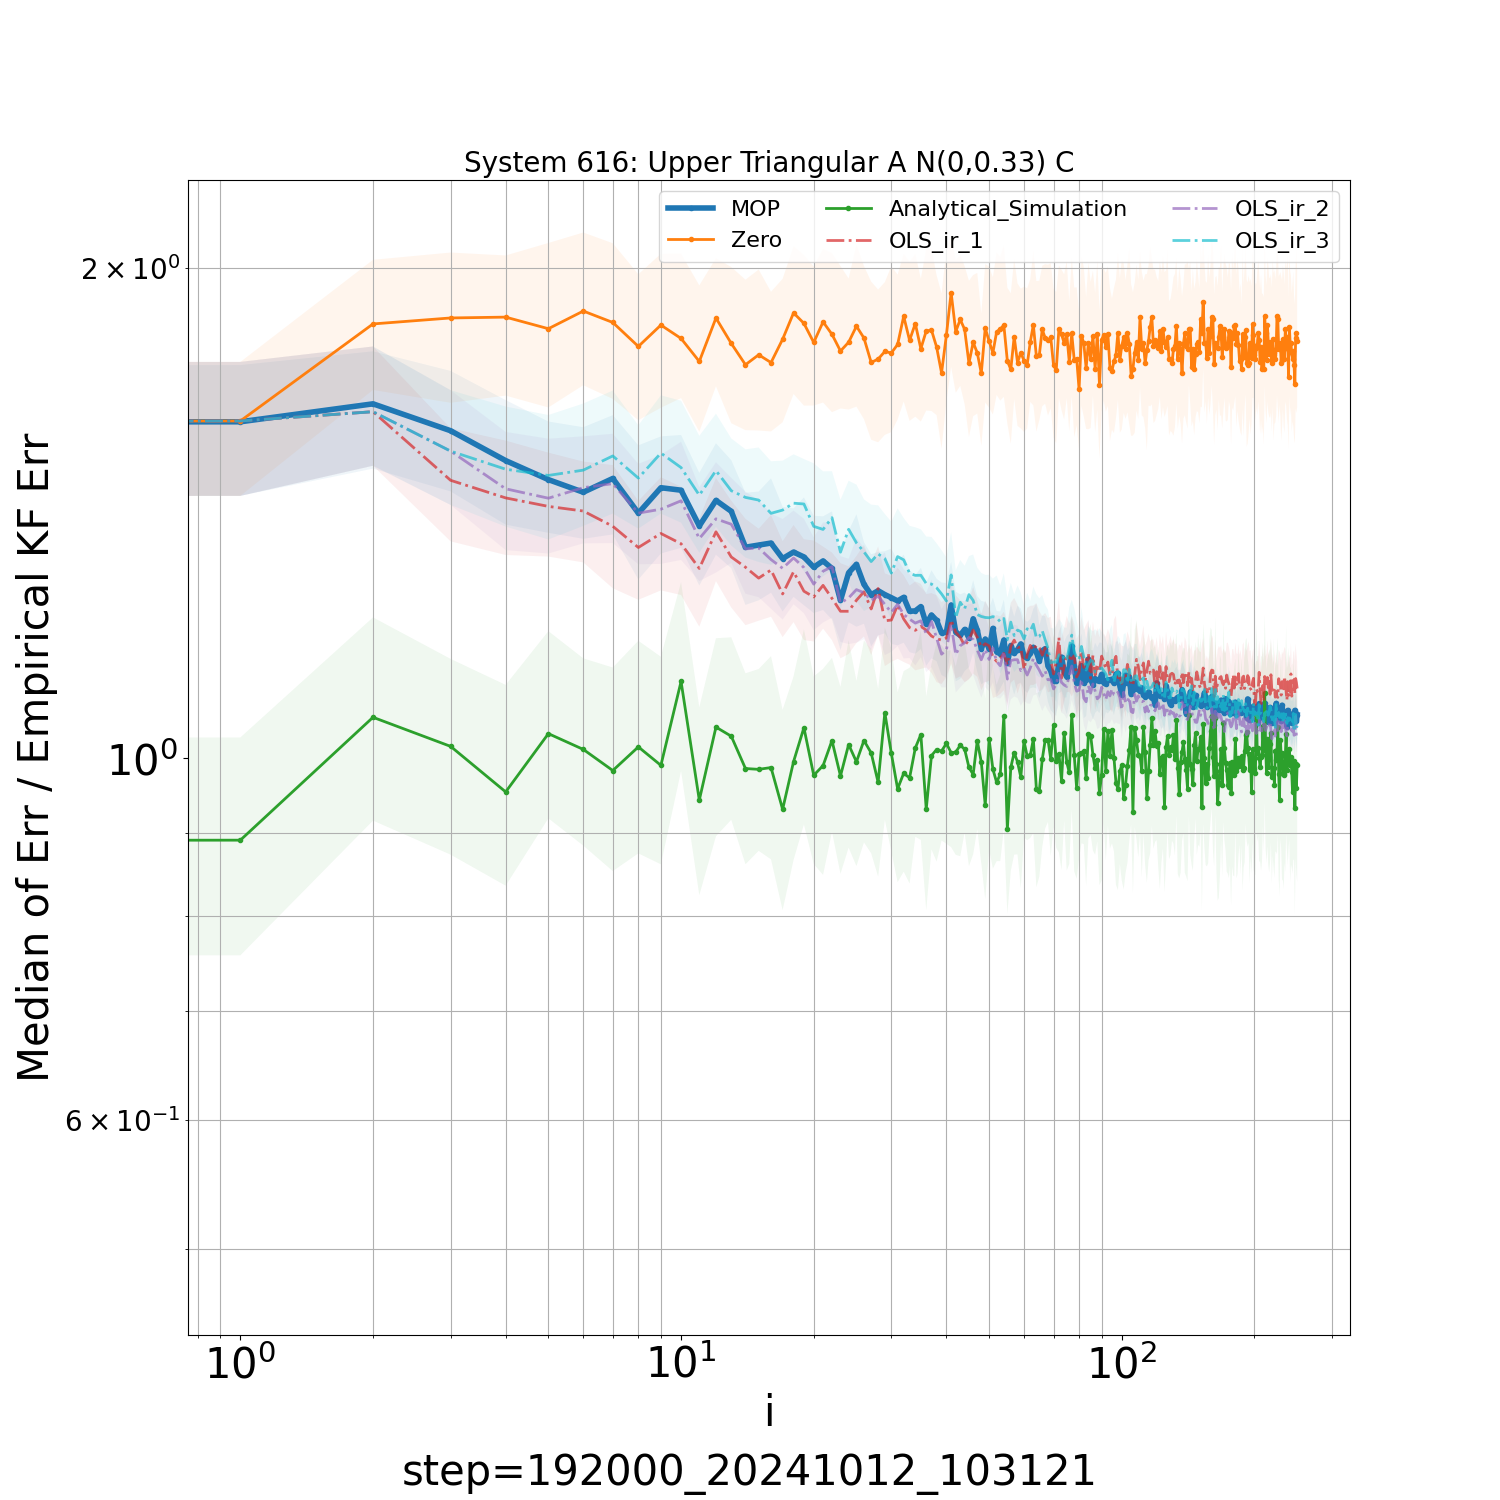 System 616: Upper Triangular A N(0,0.33) C
MOP
Zero
Analytical_Simulation
OLS_ir_1
OLS_ir_2
OLS_ir_3
2 × 10⁰
10⁰
6 × 10⁻¹
Median of Err / Empirical KF Err
10⁰ 10¹ 10²
i
step=192000_20241012_103121